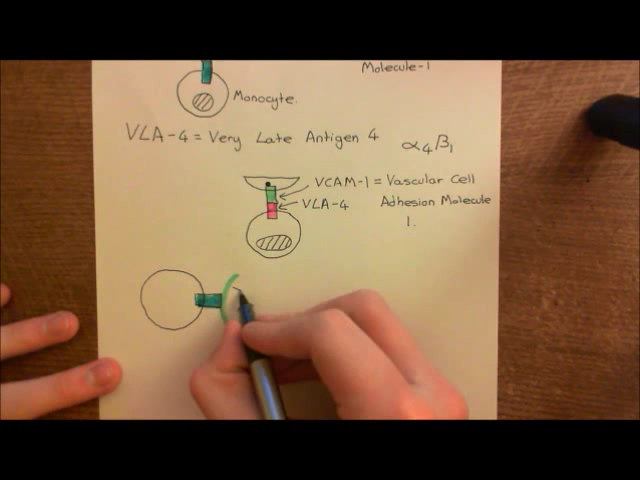 Molecule-1
Monocyte.
VLA-4 = Very Late Antigen 4 α4β1
VCAM-1 = Vascular Cell
VLA-4 Adhesion Molecule
1.